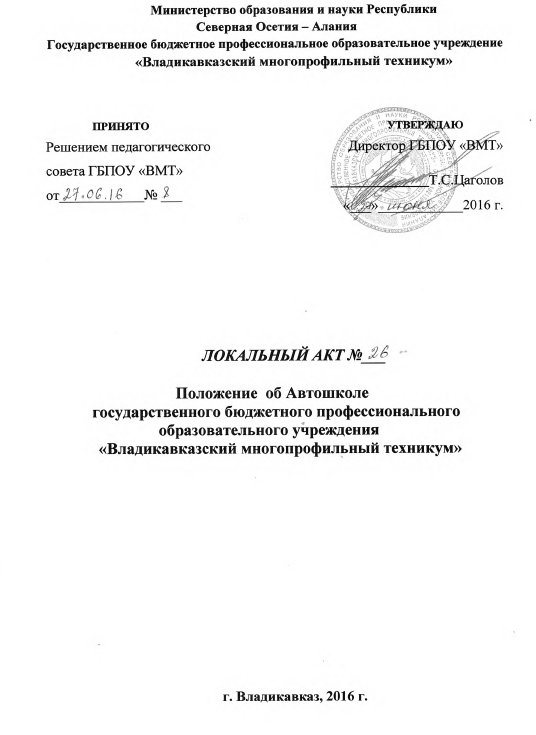 Министерство образования и науки Республики
Северная Осетия – Алания
Государственное бюджетное профессиональное образовательное учреждение
«Владикавказский многопрофильный техникум»
ПРИНЯТО
Решением педагогического
совета ГБПОУ «ВМТ»
от 27.06.16 № 8
УТВЕРЖДАЮ
Директор ГБПОУ «ВМТ»
Т.С.Цаголов
« » июня 2016 г.
ЛОКАЛЬНЫЙ АКТ № 26
Положение об Автошколе
государственного бюджетного профессионального
образовательного учреждения
«Владикавказский многопрофильный техникум»
г. Владикавказ, 2016 г.